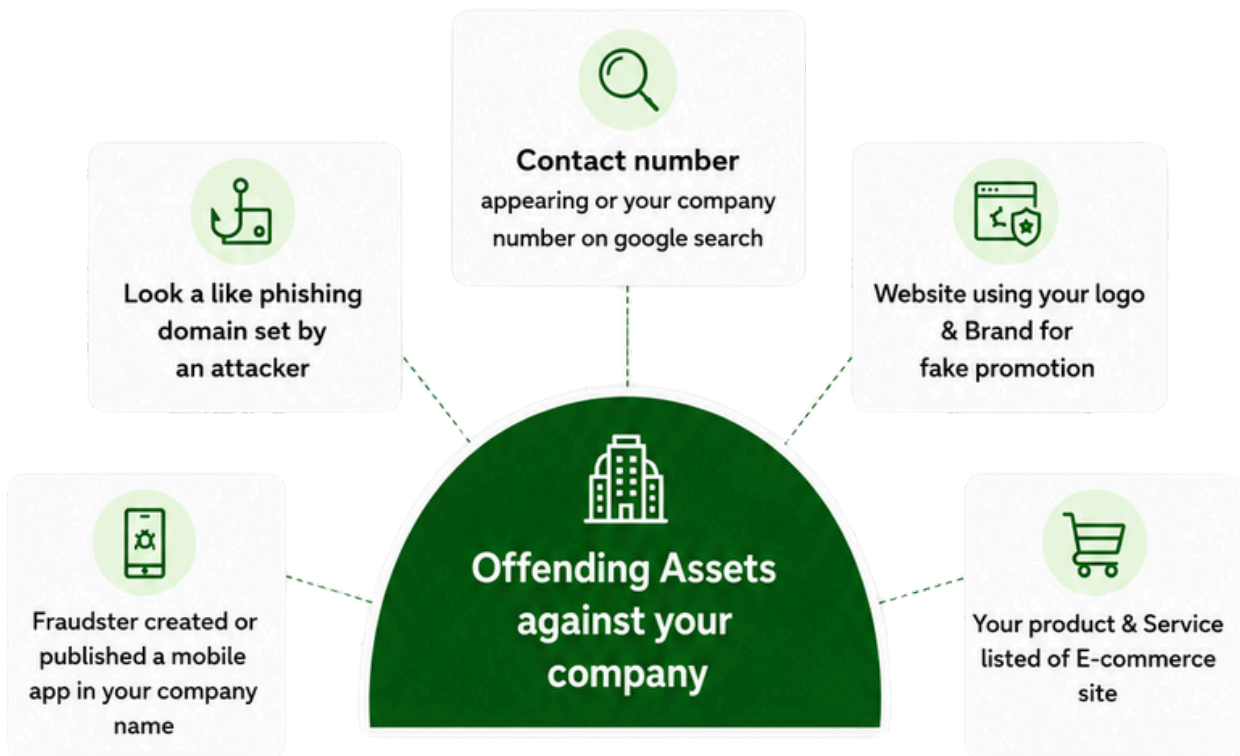 Contact number
appearing or your company
number on google search
Look a like phishing
domain set by
an attacker
Website using your logo
& Brand for
fake promotion
Fraudster created or
published a mobile
app in your company
name
Offending Assets
against your
company
Your product & Service
listed of E-commerce
site